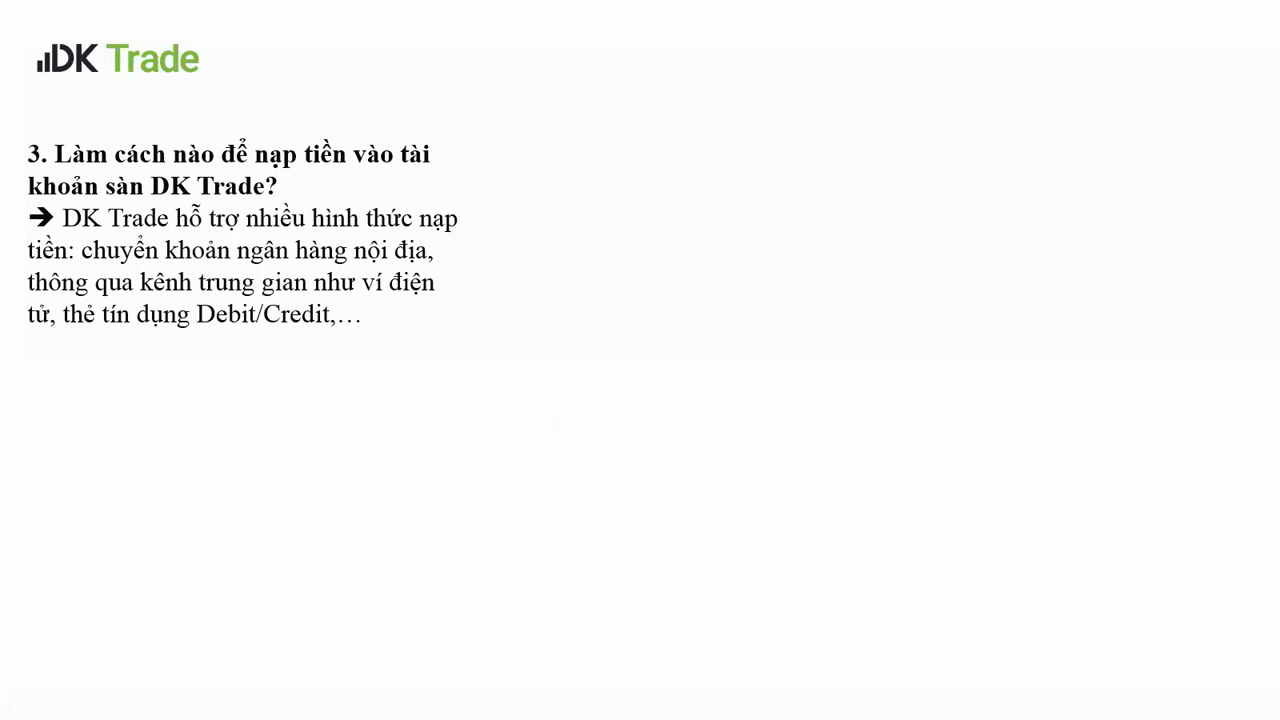 DK Trade
3. Làm cách nào để nạp tiền vào tài
khoản sàn DK Trade?
➔ DK Trade hỗ trợ nhiều hình thức nạp
tiền: chuyển khoản ngân hàng nội địa,
thông qua kênh trung gian như ví điện
tử, thẻ tín dụng Debit/Credit,…